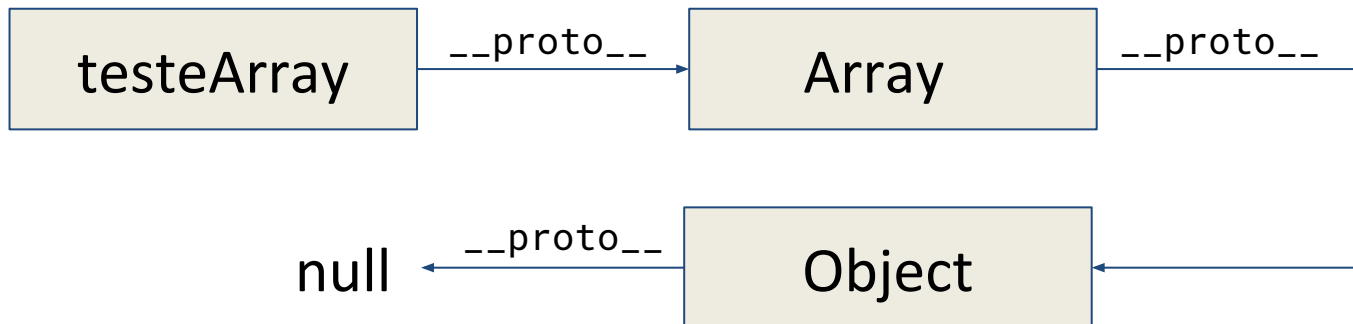 testeArray
__proto__
Array
__proto__
null
__proto__
Object